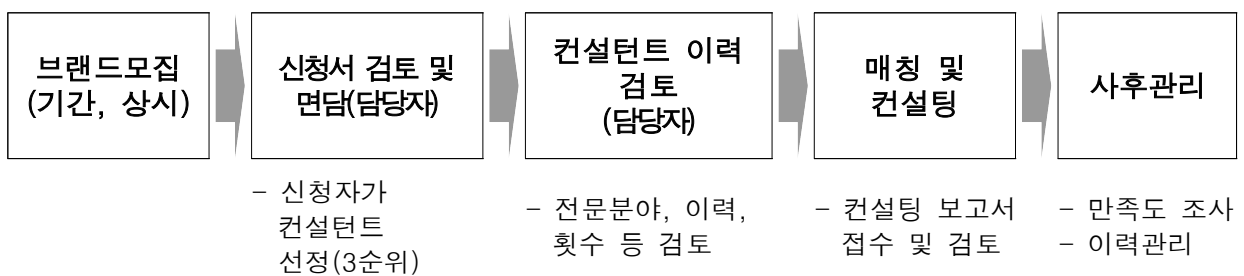 브랜드모집
(기간, 상시)
신청서 검토 및
면담(담당자)
컨설턴트 이력
검토
(담당자)
매칭 및
컨설팅
사후관리
- 신청자가
컨설턴트
선정(3순위)
- 전문분야, 이력,
횟수 등 검토
- 컨설팅 보고서
접수 및 검토
- 만족도 조사
- 이력관리